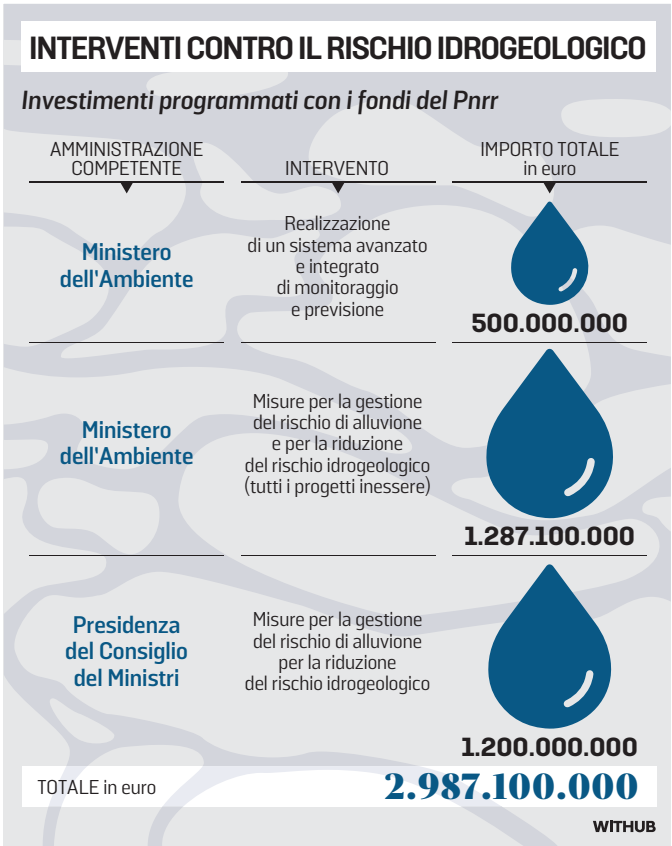 INTERVENTI CONTRO IL RISCHIO IDROGEOLOGICO
Investimenti programmati con i fondi del Pnrr
AMMINISTRAZIONE
COMPETENTE
INTERVENTO
IMPORTO TOTALE
in euro
Ministero
dell'Ambiente
Realizzazione
di un sistema avanzato
e integrato
di monitoraggio
e previsione
500.000.000
Ministero
dell'Ambiente
Misure per la gestione
del rischio di alluvione
e per la riduzione
del rischio idrogeologico
(tutti i progetti inessere)
1.287.100.000
Presidenza
del Consiglio
del Ministri
Misure per la gestione
del rischio di alluvione
per la riduzione
del rischio idrogeologico
1.200.000.000
TOTALE in euro
2.987.100.000
WITHUB